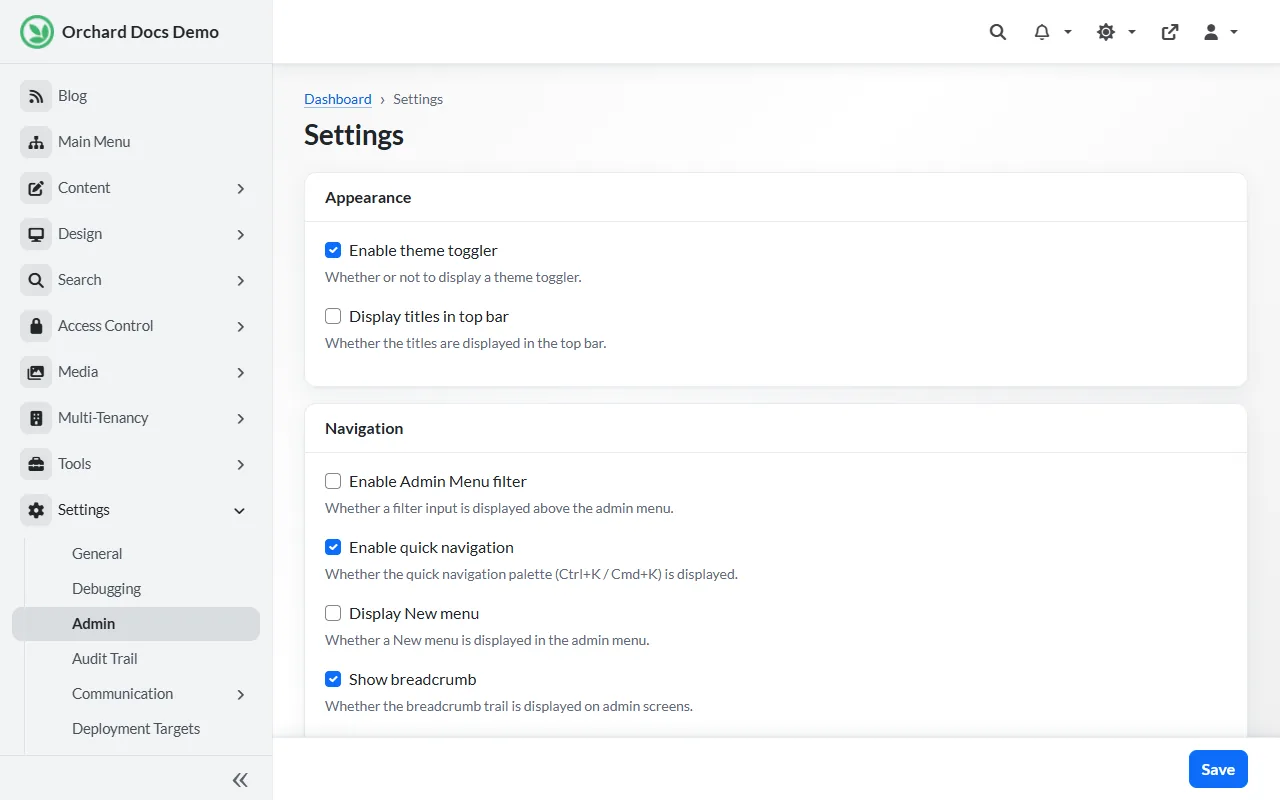 Orchard Docs Demo
Blog
Main Menu
Content
Design
Search
Access Control
Media
Multi-Tenancy
Tools
Settings
General
Debugging
Admin
Audit Trail
Communication
Deployment Targets
Dashboard › Settings
Settings
Appearance
Enable theme toggler
Whether or not to display a theme toggler.
Display titles in top bar
Whether the titles are displayed in the top bar.
Navigation
Enable Admin Menu filter
Whether a filter input is displayed above the admin menu.
Enable quick navigation
Whether the quick navigation palette (Ctrl+K / Cmd+K) is displayed.
Display New menu
Whether a New menu is displayed in the admin menu.
Show breadcrumb
Whether the breadcrumb trail is displayed on admin screens.
Save